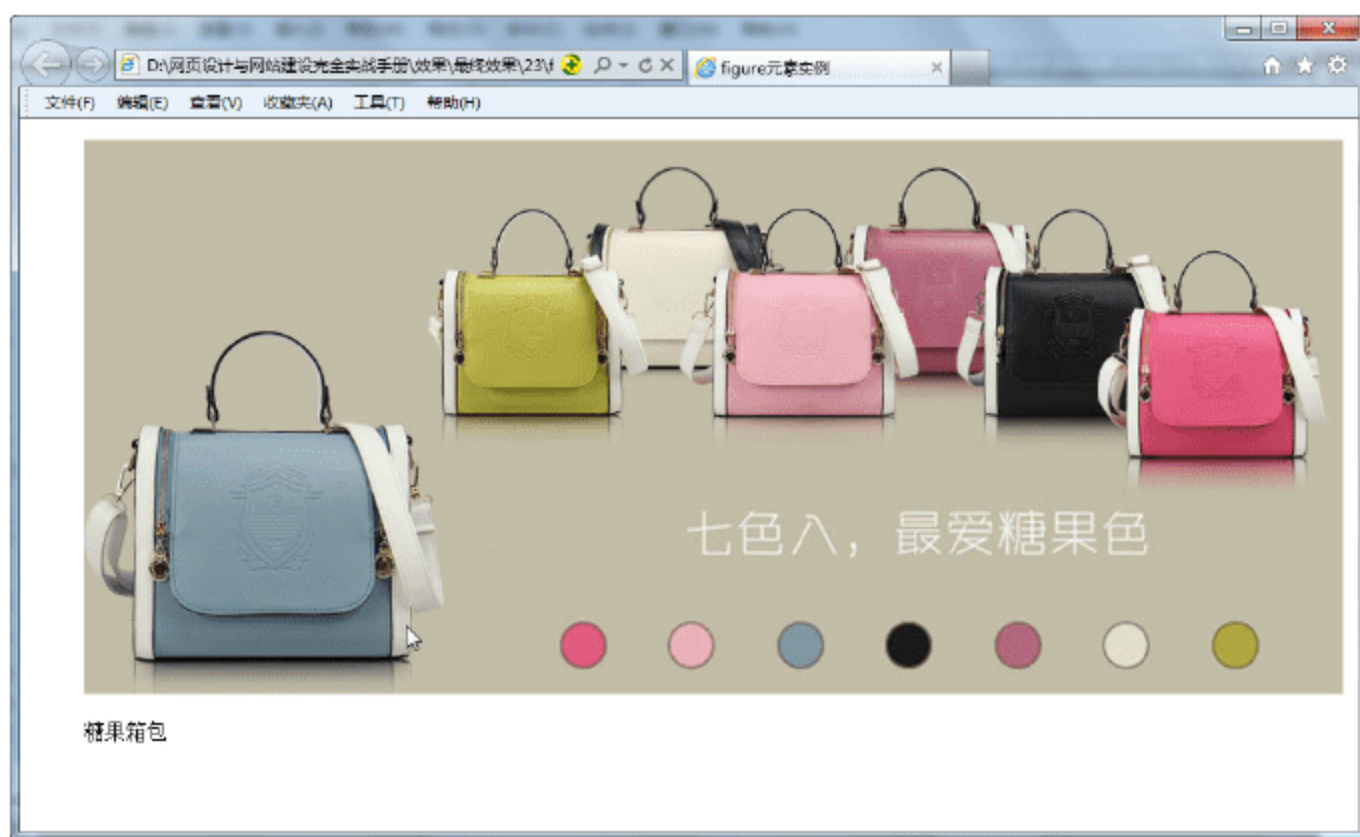 D:\网页设计与网站建设完全实战手册\效果\最终效果\23\f
figure元素实例
文件(F) 编辑(E) 查看(V) 收藏夹(A) 工具(T) 帮助(H)
七色入，最爱糖果色
糖果箱包